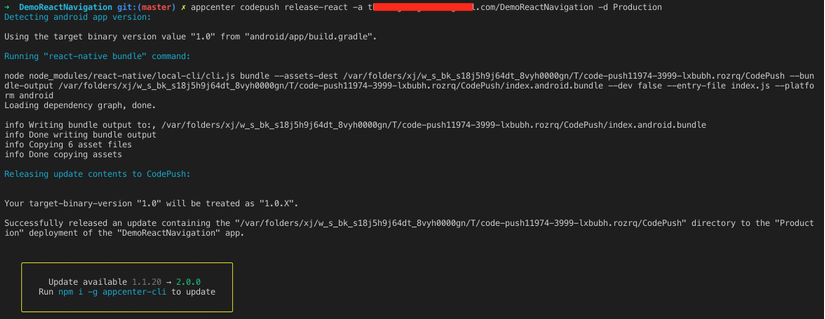 ➜ DemoReactNavigation git:(master) ✗ appcenter codepush release-react -a t l.com/DemoReactNavigation -d Production
Detecting android app version:
Using the target binary version value "1.0" from "android/app/build.gradle".
Running "react-native bundle" command:
node node_modules/react-native/local-cli/cli.js bundle --assets-dest /var/folders/xj/w_s_bk_s18j5h9j64dt_8vyh0000gn/T/code-push11974-3999-lxbubh.rozrq/CodePush --bun
dle-output /var/folders/xj/w_s_bk_s18j5h9j64dt_8vyh0000gn/T/code-push11974-3999-lxbubh.rozrq/CodePush/index.android.bundle --dev false --entry-file index.js --platfo
rm android
Loading dependency graph, done.
info Writing bundle output to:, /var/folders/xj/w_s_bk_s18j5h9j64dt_8vyh0000gn/T/code-push11974-3999-lxbubh.rozrq/CodePush/index.android.bundle
info Done writing bundle output
info Copying 6 asset files
info Done copying assets
Releasing update contents to CodePush:
Your target-binary-version "1.0" will be treated as "1.0.X".
Successfully released an update containing the "/var/folders/xj/w_s_bk_s18j5h9j64dt_8vyh0000gn/T/code-push11974-3999-lxbubh.rozrq/CodePush" directory to the "Product
ion" deployment of the "DemoReactNavigation" app.
Update available 1.1.20 → 2.0.0
Run npm i -g appcenter-cli to update